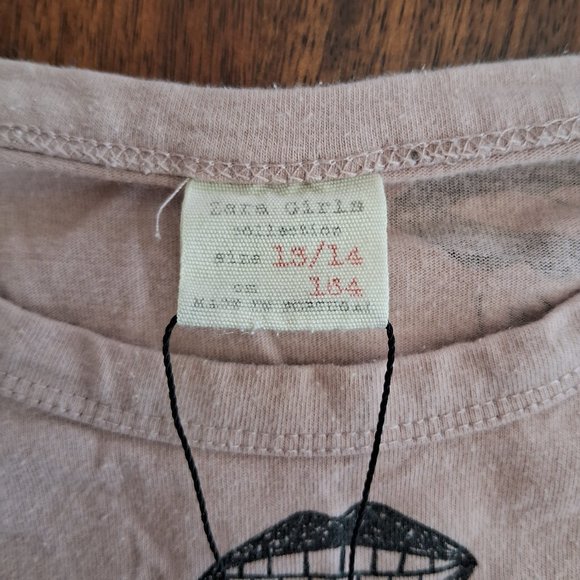 Zara Girls
collection
size 13/14
cm 164
MADE IN PORTUGAL